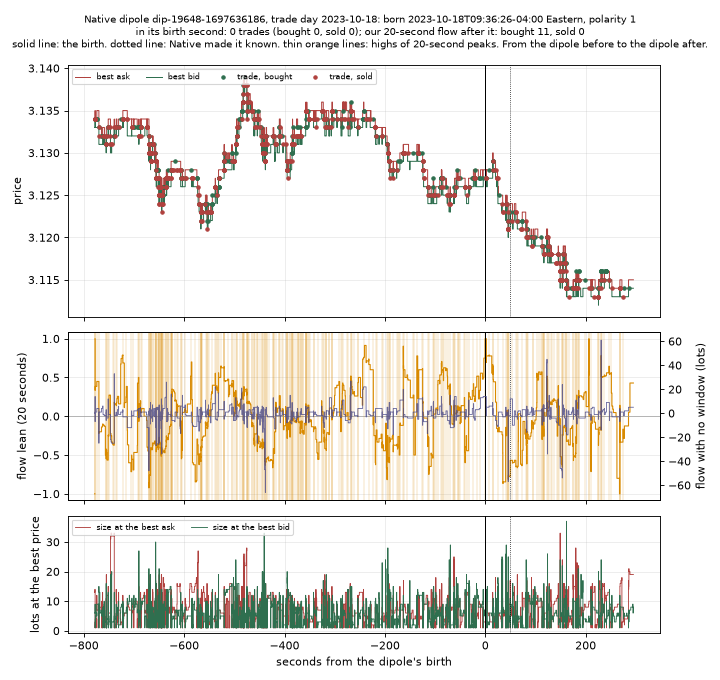 Native dipole dip-19648-1697636186, trade day 2023-10-18: born 2023-10-18T09:36:26-04:00 Eastern, polarity 1
in its birth second: 0 trades (bought 0, sold 0); our 20-second flow after it: bought 11, sold 0
solid line: the birth. dotted line: Native made it known. thin orange lines: highs of 20-second peaks. From the dipole before to the dipole after.
best ask
best bid
trade, bought
trade, sold
3.140
3.135
3.130
3.125
3.120
3.115
price
1.0
0.5
0.0
−0.5
−1.0
flow lean (20 seconds)
60
40
20
0
−20
−40
−60
flow with no window (lots)
size at the best ask
size at the best bid
30
20
10
0
lots at the best price
−800
−600
−400
−200
0
200
seconds from the dipole's birth